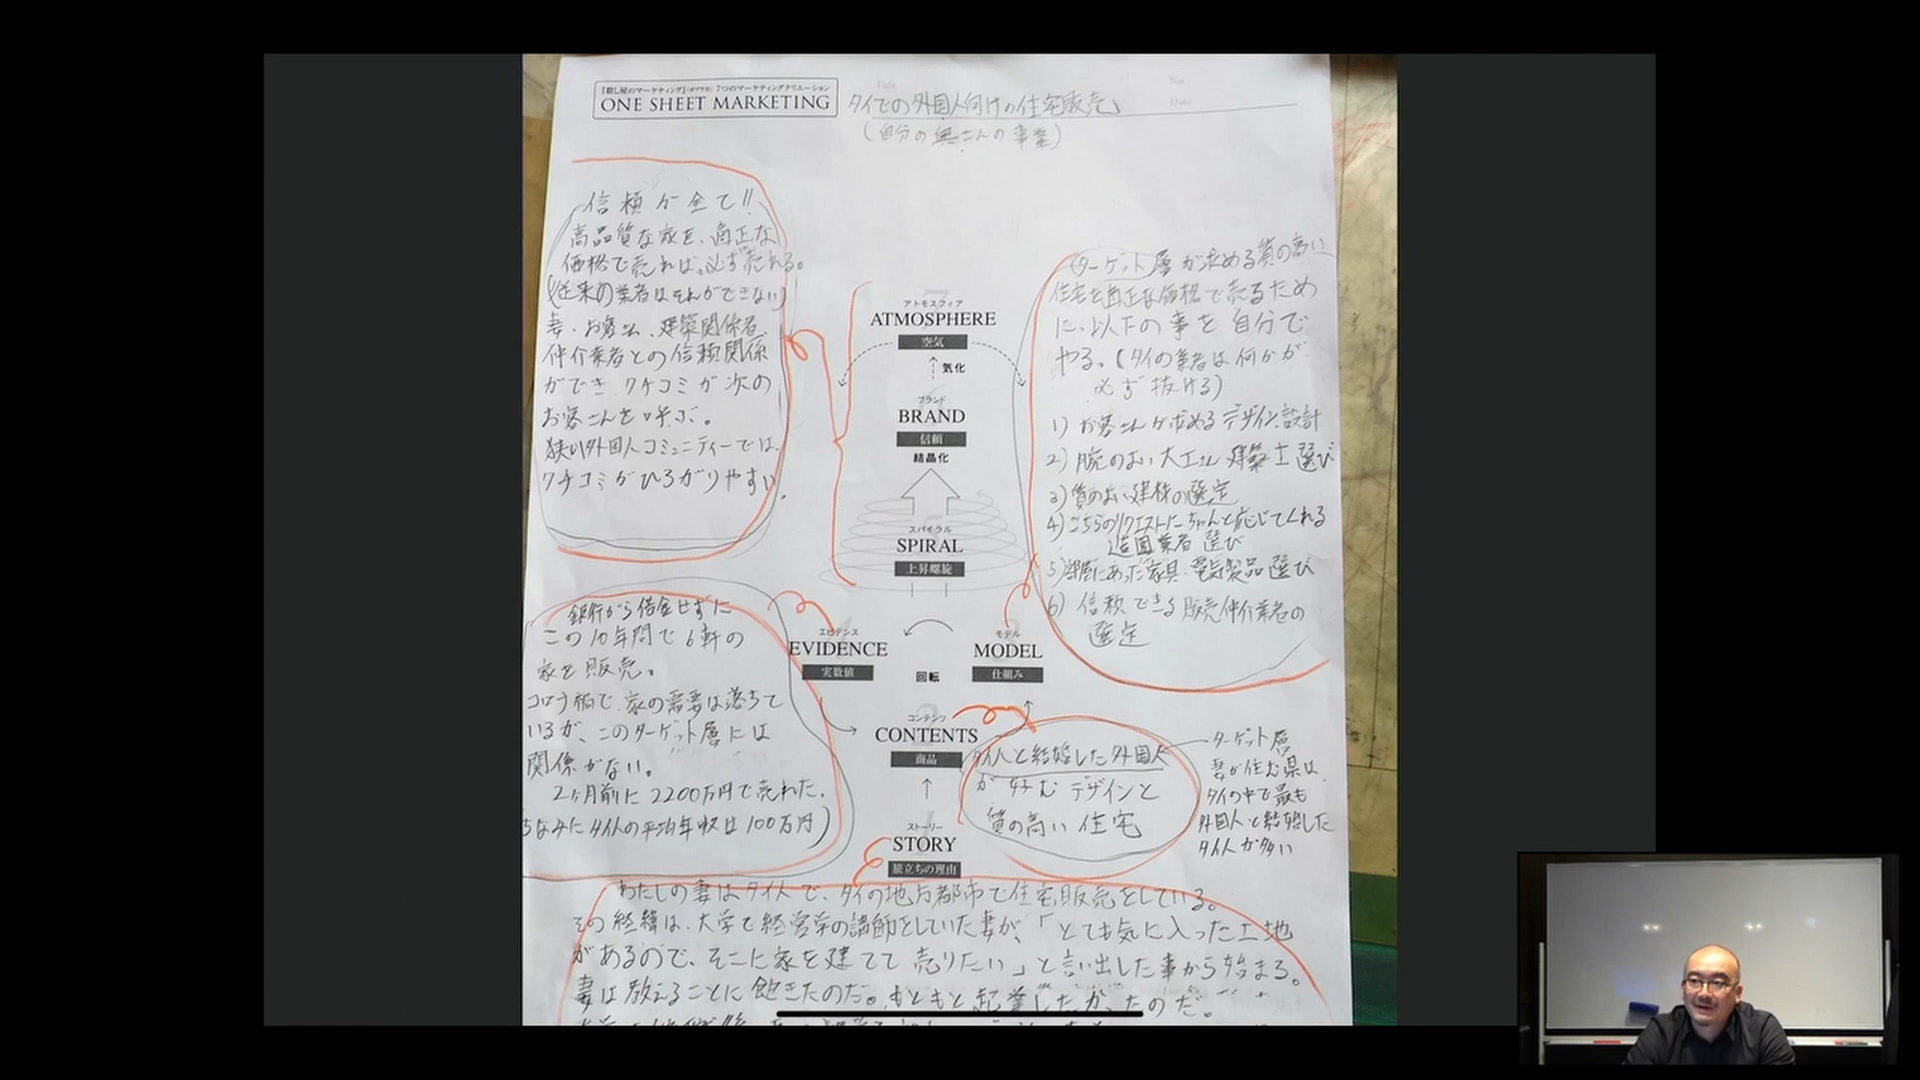 『殺し屋のマーケティング』(ポプラ社) 7つのマーケティングクリエーション
ONE SHEET MARKETING
Title
No
Date
タイでの外国人向けの住宅販売
(自分の奥さんの事業)
信頼が全て!!
高品質な家を、適正な
価格で売れば、必ず売れる。
(従来の業者はそれができない)
妻・お客さん、建築関係者、
仲介業者との信頼関係
ができ クチコミが次の
お客さんを呼ぶ。
狭い外国人コミュニティーでは、
クチコミがひろがりやすい。
アトモスフィア
ATMOSPHERE
空気
気化
ブランド
BRAND
信頼
結晶化
スパイラル
SPIRAL
上昇螺旋
ターゲット層が求める質の高い
住宅を適正な価格で売るため
に、以下の事を自分で
やる。(タイの業者は何かが
必ず抜ける)
1) お客さんが求めるデザイン、設計
2) 腕のよい大工さん 建築士選び
3) 質のよい建材の選定
4) こちらのリクエストにちゃんと応じてくれる
造園業者選び
5) 部屋にあった家具・電気製品選び
6) 信頼できる販売仲介業者の
選定
エビデンス
EVIDENCE
実数値
回転
モデル
MODEL
仕組み
銀行から借金せずに
この10年間で6軒の
家を販売。
コロナ禍で、家の需要は落ちて
いるが、このターゲット層には
関係がない。
2ヶ月前に2200万円で売れた。
(ちなみにタイ人の平均年収は100万円)
コンテンツ
CONTENTS
商品
タイ人と結婚した外国人
が好むデザインと
質の高い住宅
ターゲット層
妻が住む県は、
タイの中で最も
外国人と結婚した
タイ人が多い
ストーリー
STORY
旅立ちの理由
わたしの妻はタイ人で、タイの地方都市で住宅販売をしている。
その経緯は、大学で経営学の講師をしていた妻が、「とても気に入った土地
があるので、そこに家を建てて売りたい」と言い出した事から始まる。
妻は教えることに飽きたのだ。もともと起業したかったのだ。